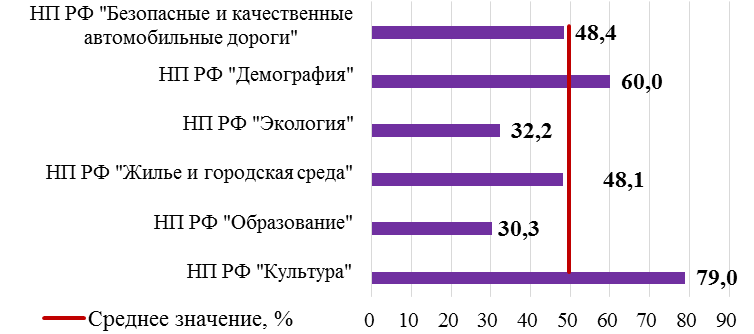 НП РФ "Безопасные и качественные
автомобильные дороги"
48,4
НП РФ "Демография"
60,0
НП РФ "Экология"
32,2
НП РФ "Жилье и городская среда"
48,1
НП РФ "Образование"
30,3
НП РФ "Культура"
79,0
Среднее значение, %
0 10 20 30 40 50 60 70 80 90